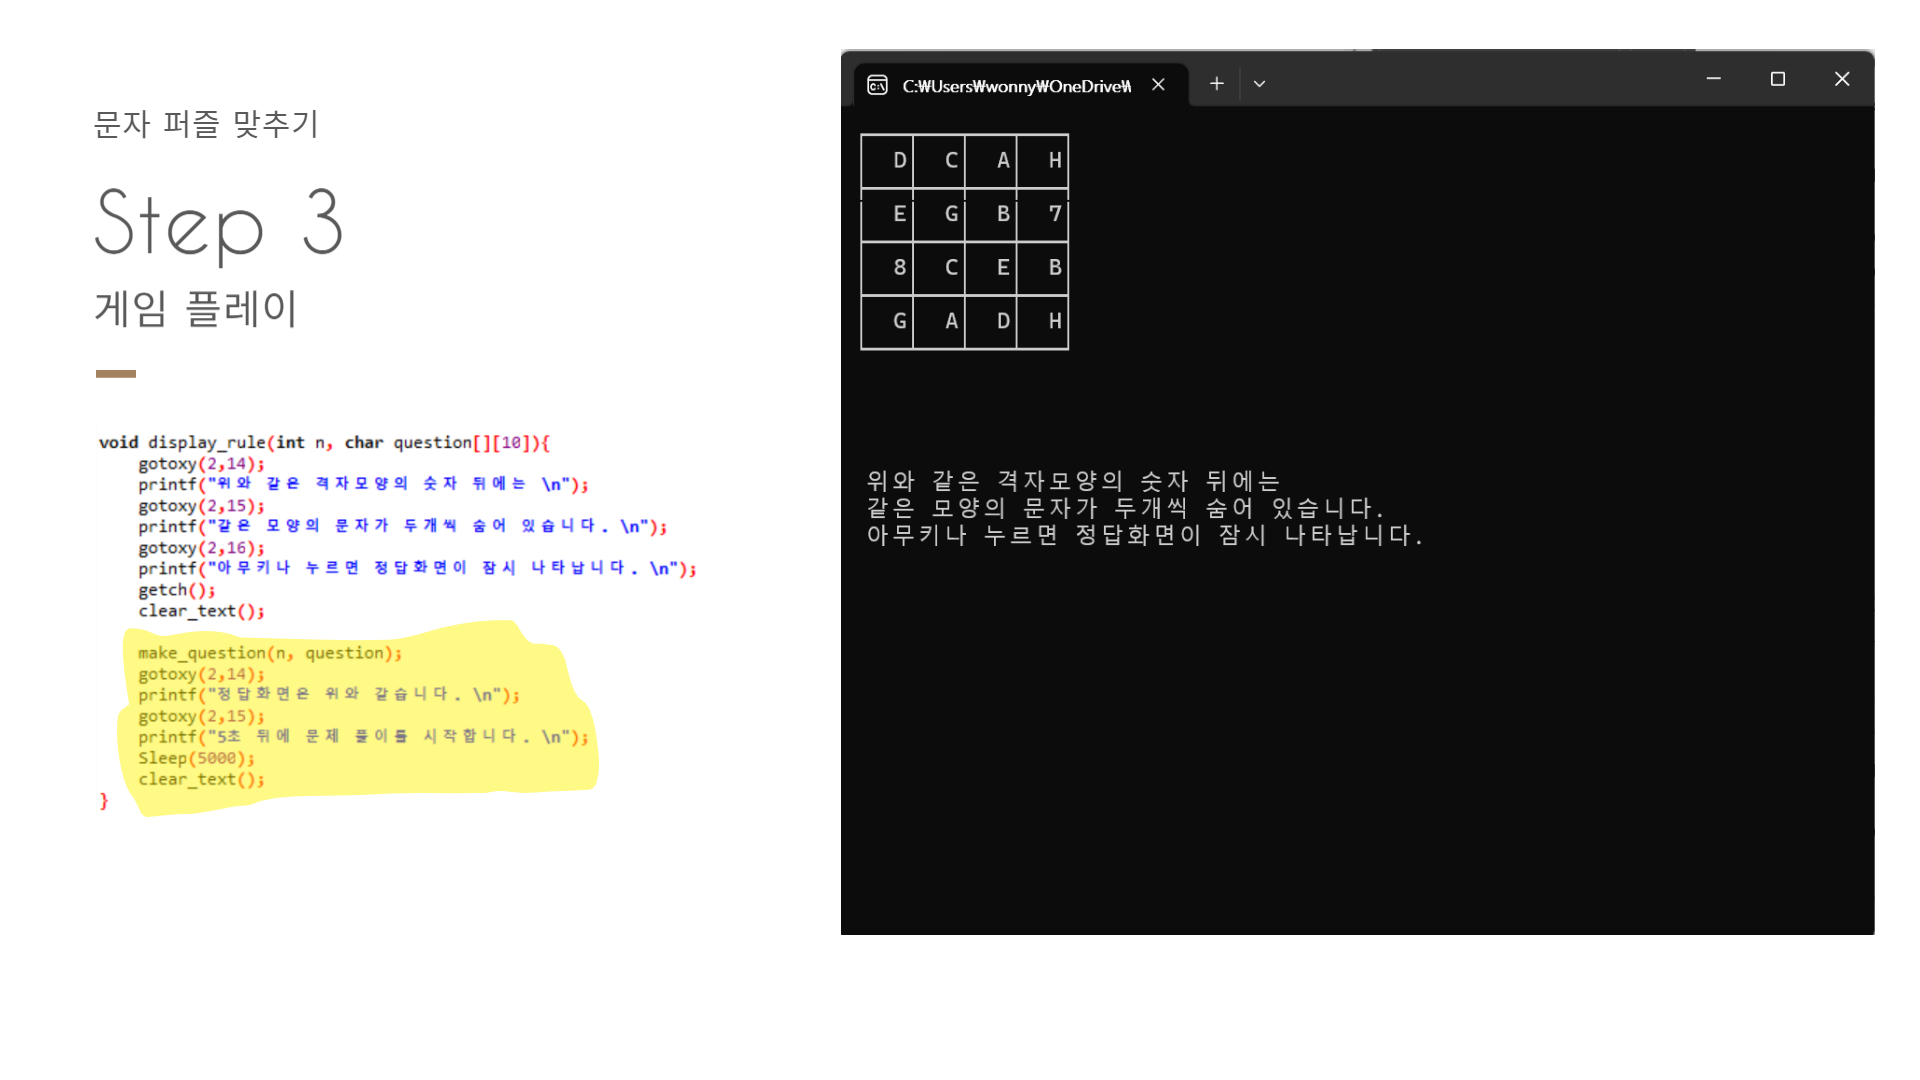 문자 퍼즐 맞추기
Step 3
게임 플레이
void display_rule(int n, char question[][10]){
gotoxy(2,14);
printf("위와 같은 격자모양의 숫자 뒤에는 \n");
gotoxy(2,15);
printf("같은 모양의 문자가 두개씩 숨어 있습니다. \n");
gotoxy(2,16);
printf("아무키나 누르면 정답화면이 잠시 나타납니다. \n");
getch();
clear_text();
make_question(n, question);
gotoxy(2,14);
printf("정답화면은 위와 같습니다. \n");
gotoxy(2,15);
printf("5초 뒤에 문제 풀이를 시작합니다. \n");
Sleep(5000);
clear_text();
}
C:₩Users₩wonny₩OneDrive₩
D C A H
E G B 7
8 C E B
G A D H
위와 같은 격자모양의 숫자 뒤에는
같은 모양의 문자가 두개씩 숨어 있습니다.
아무키나 누르면 정답화면이 잠시 나타납니다.